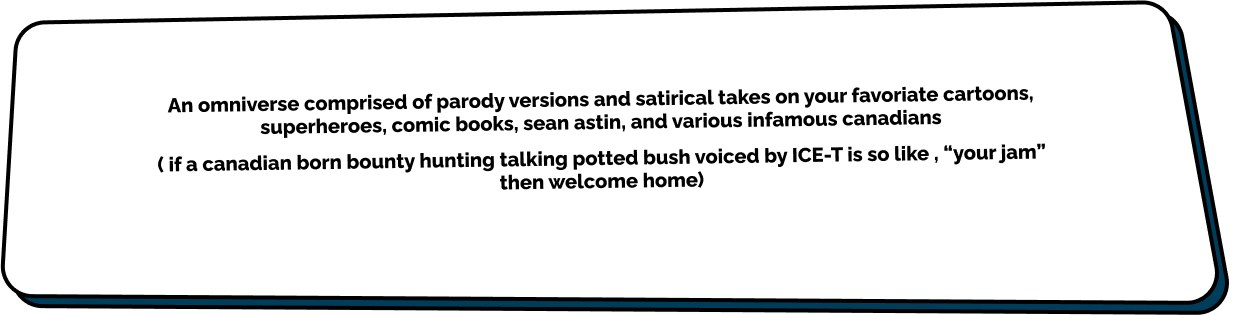 An omniverse comprised of parody versions and satirical takes on your favoriate cartoons,
superheroes, comic books, sean astin, and various infamous canadians
( if a canadian born bounty hunting talking potted bush voiced by ICE-T is so like , “your jam”
then welcome home)